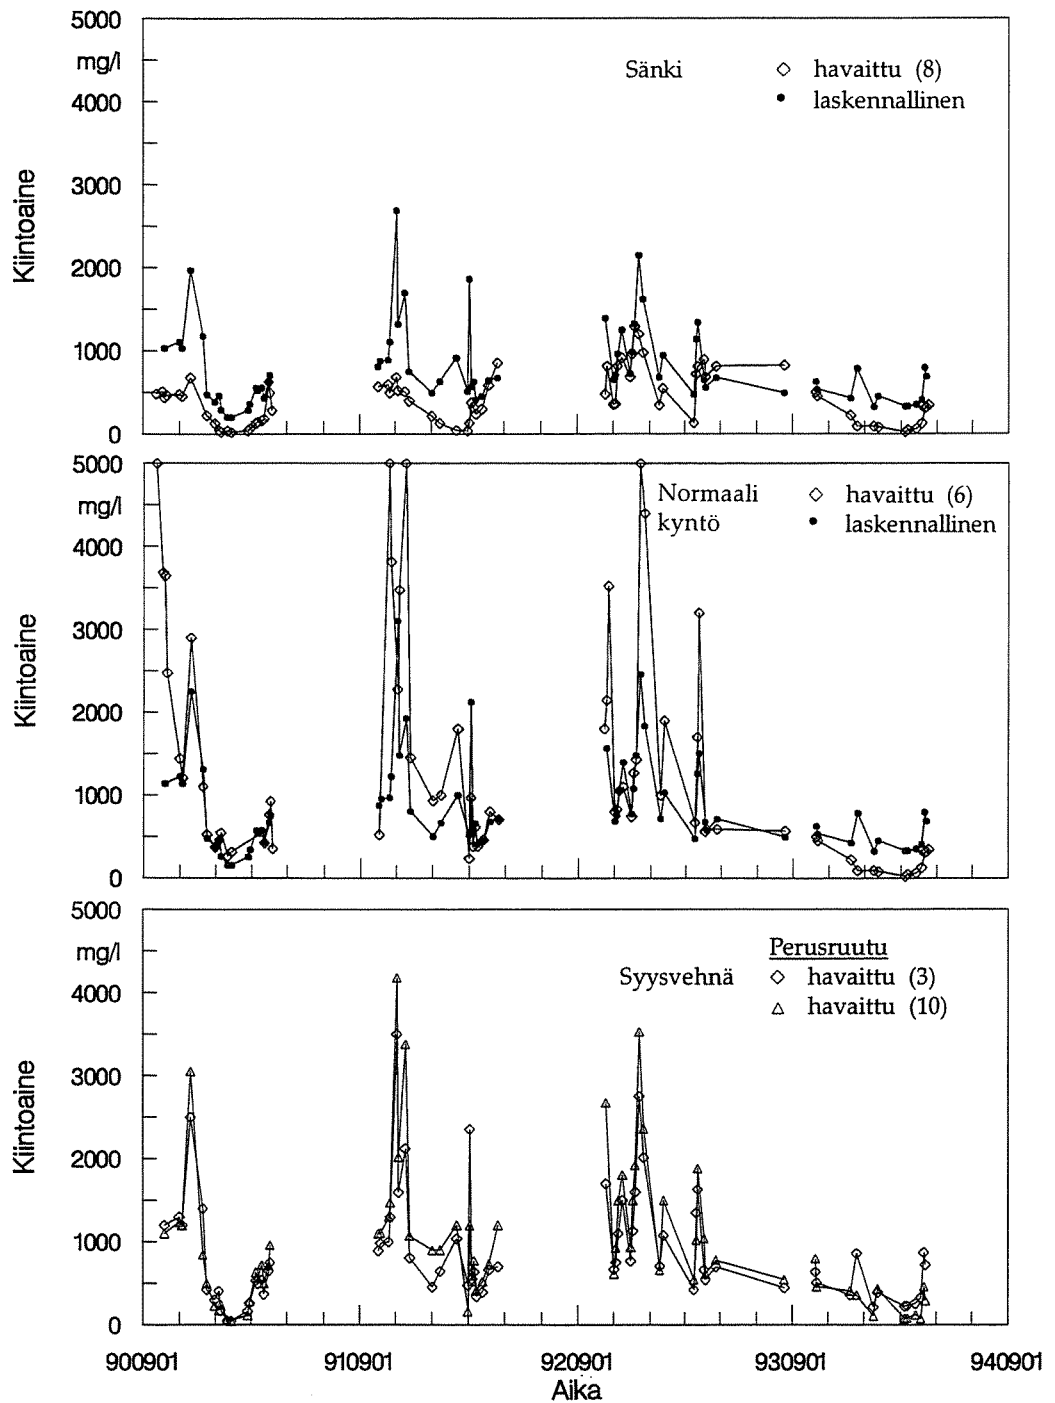 5000
mg/l
4000
3000
2000
1000
0
Kiintoaine
Sänki
havaittu (8)
laskennallinen
5000
mg/l
4000
3000
2000
1000
0
Kiintoaine
Normaali
kyntö
havaittu (6)
laskennallinen
5000
mg/l
4000
3000
2000
1000
0
Kiintoaine
Perusruutu
Syysvehnä
havaittu (3)
havaittu (10)
900901 910901 920901 930901 940901
Aika